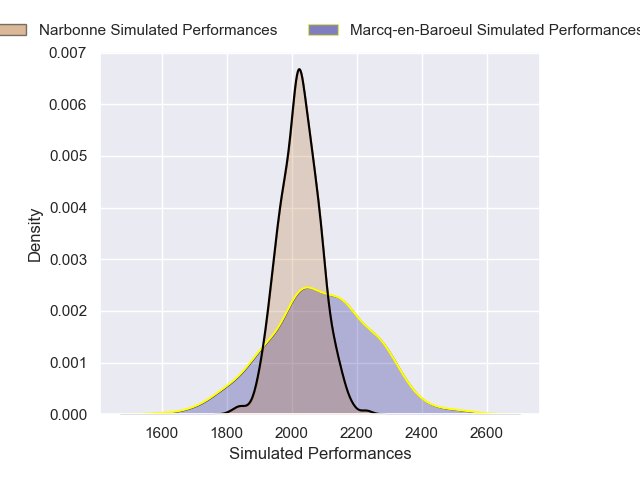 Narbonne Simulated Performances
Marcq-en-Baroeul Simulated Performances
0.007
0.006
0.005
0.004
0.003
0.002
0.001
0.000
Density
1600 1800 2000 2200 2400 2600
Simulated Performances